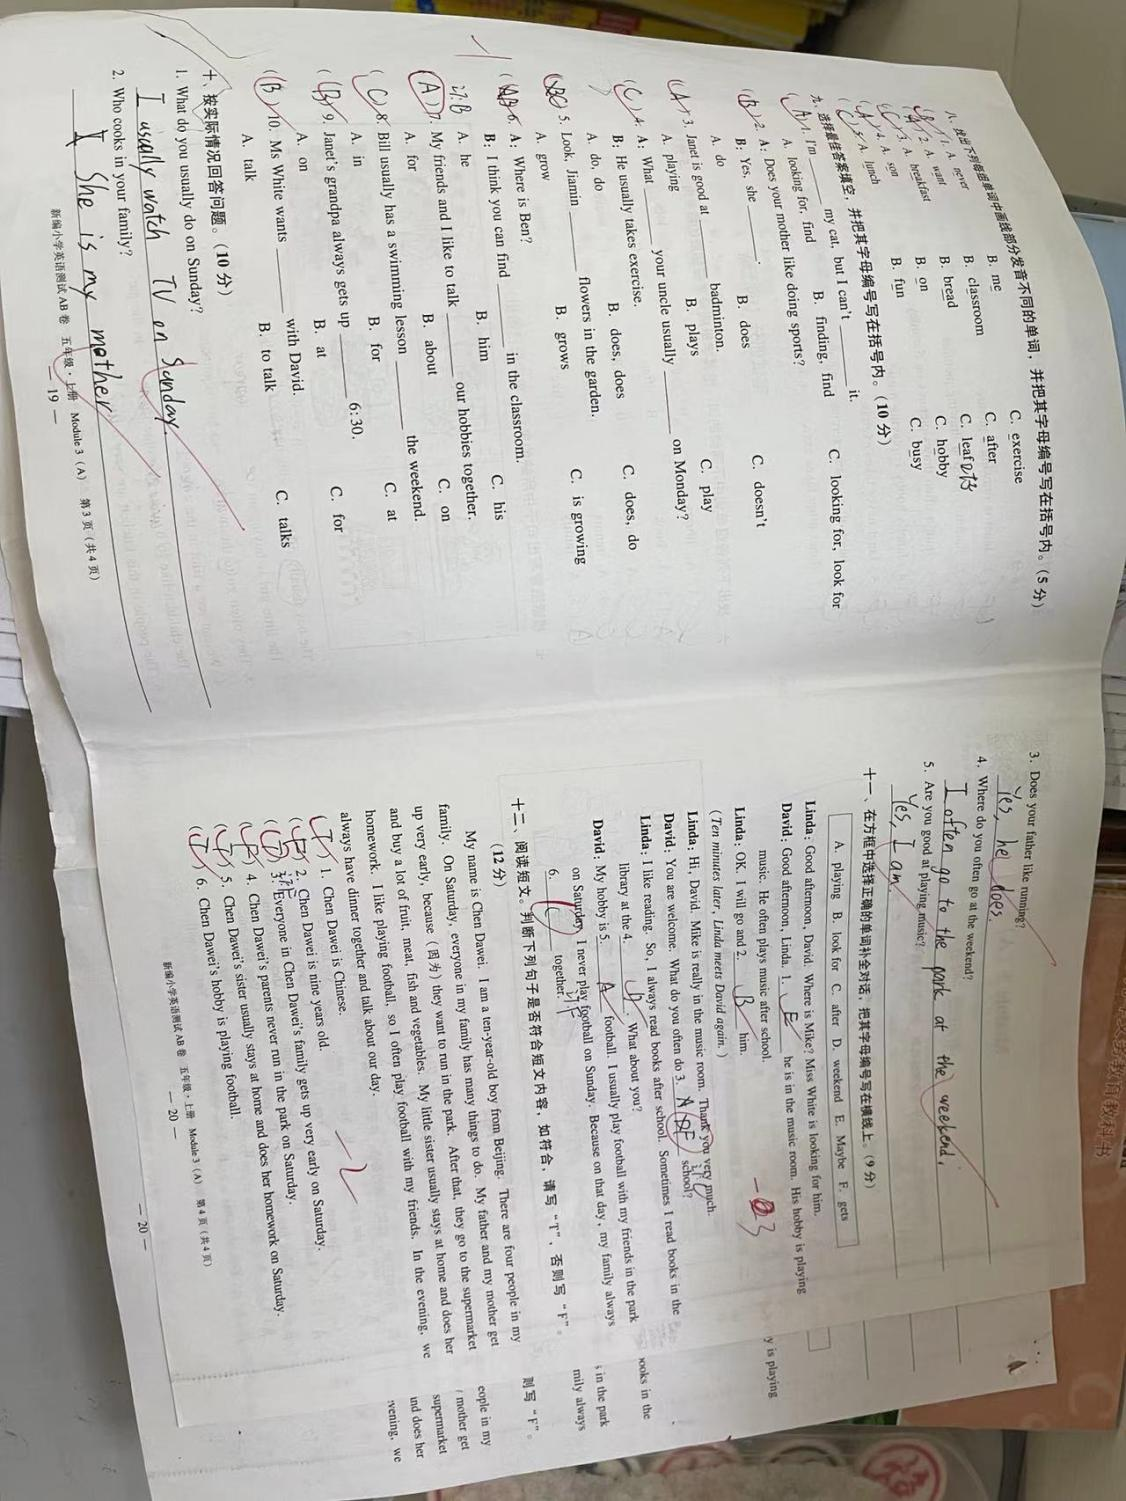 八、找出下列每组单词中画线部分发音不同的单词，并把其字母编号写在括号内。(5 分)
1. A. never B. me C. exercise
2. A. want B. classroom C. after
3. A. breakfast B. bread C. leaf
4. A. son B. on C. hobby
(C) 5. A. lunch B. fun C. busy
九、选择最佳答案填空，并把其字母编号写在括号内。(10 分)
(A) 1. I'm ______ my cat, but I can't ______ it.
A. looking for, find B. finding, find C. looking for, look for
(B) 2. A: Does your mother like doing sports?
B: Yes, she ______.
A. do B. does C. doesn't
(A) 3. Janet is good at ______ badminton.
A. playing B. plays C. play
(C) 4. A: What ______ your uncle usually ______ on Monday?
B: He usually takes exercise.
A. do, do B. does, does C. does, do
5. Look, Jiamin ______ flowers in the garden.
A. grow B. grows C. is growing
6. A: Where is Ben?
B: I think you can find ______ in the classroom.
A. he B. him C. his
(A) 7. My friends and I like to talk ______ our hobbies together.
A. for B. about C. on
(C) 8. Bill usually has a swimming lesson ______ the weekend.
A. in B. for C. at
(B) 9. Janet's grandpa always gets up ______ 6:30.
A. on B. at C. for
(B) 10. Ms White wants ______ with David.
A. talk B. to talk C. talks
十、按实际情况回答问题。(10 分)
1. What do you usually do on Sunday?
I usually watch TV on Sunday.
2. Who cooks in your family?
She is my mother
新编小学英语测试 AB 卷 五年级·上册 Module 3 (A) 第 3 页 (共 4 页)
— 19 —
3. Does your father like running?
Yes, he does.
4. Where do you often go at the weekend?
I often go to the park at the weekend.
5. Are you good at playing music?
Yes, I am
十一、在方框中选择正确的单词补全对话，把其字母编号写在横线上。(9 分)
A. playing B. look for C. after D. weekend E. Maybe F. gets
Linda: Good afternoon, David. Where is Mike? Miss White is looking for him.
David: Good afternoon, Linda. 1. E he is in the music room. His hobby is playing
music. He often plays music after school.
Linda: OK. I will go and 2. B him.
(Ten minutes later, Linda meets David again.)
Linda: Hi, David. Mike is really in the music room. Thank you very much.
David: You are welcome. What do you often do 3. ______ school?
Linda: I like reading. So, I always read books after school. Sometimes I read books in the
library at the 4. D. What about you?
David: My hobby is 5. A football. I usually play football with my friends in the park
on Saturday. I never play football on Sunday. Because on that day, my family always
6. C together.
十二、阅读短文。判断下列句子是否符合短文内容，如符合，请写“T”，否则写“F”。
(12 分)
My name is Chen Dawei. I am a ten-year-old boy from Beijing. There are four people in my
family. On Saturday, everyone in my family has many things to do. My father and my mother get
up very early, because (因为) they want to run in the park. After that, they go to the supermarket
and buy a lot of fruit, meat, fish and vegetables. My little sister usually stays at home and does her
homework. I like playing football, so I often play football with my friends. In the evening, we
always have dinner together and talk about our day.
(T) 1. Chen Dawei is Chinese.
(F) 2. Chen Dawei is nine years old.
3. Everyone in Chen Dawei's family gets up very early on Saturday.
(F) 4. Chen Dawei's parents never run in the park on Saturday.
(T) 5. Chen Dawei's sister usually stays at home and does her homework on Saturday.
(T) 6. Chen Dawei's hobby is playing football.
新编小学英语测试 AB 卷 五年级·上册 Module 3 (A) 第 4 页 (共 4 页)
— 20 —
y is playing
ooks in the
s in the park
mily always
则写“F”。
eople in my
mother get
supermarket
und does her
vening, we
— 20 —